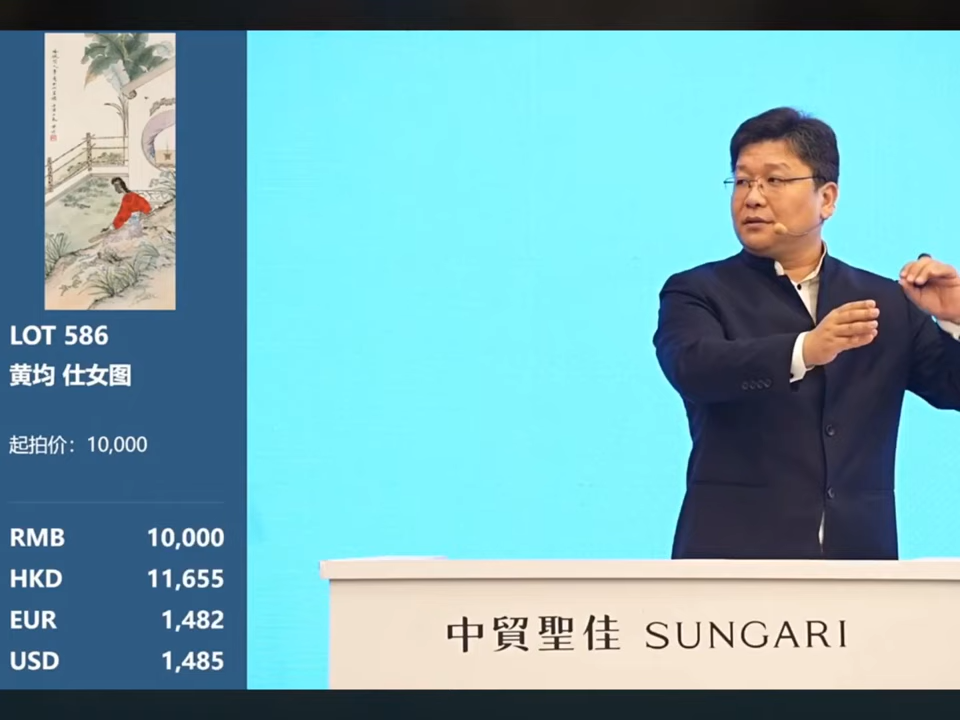 LOT 586
黄均 仕女图
起拍价：10,000
RMB 10,000
HKD 11,655
EUR 1,482
USD 1,485
中貿聖佳 SUNGARI